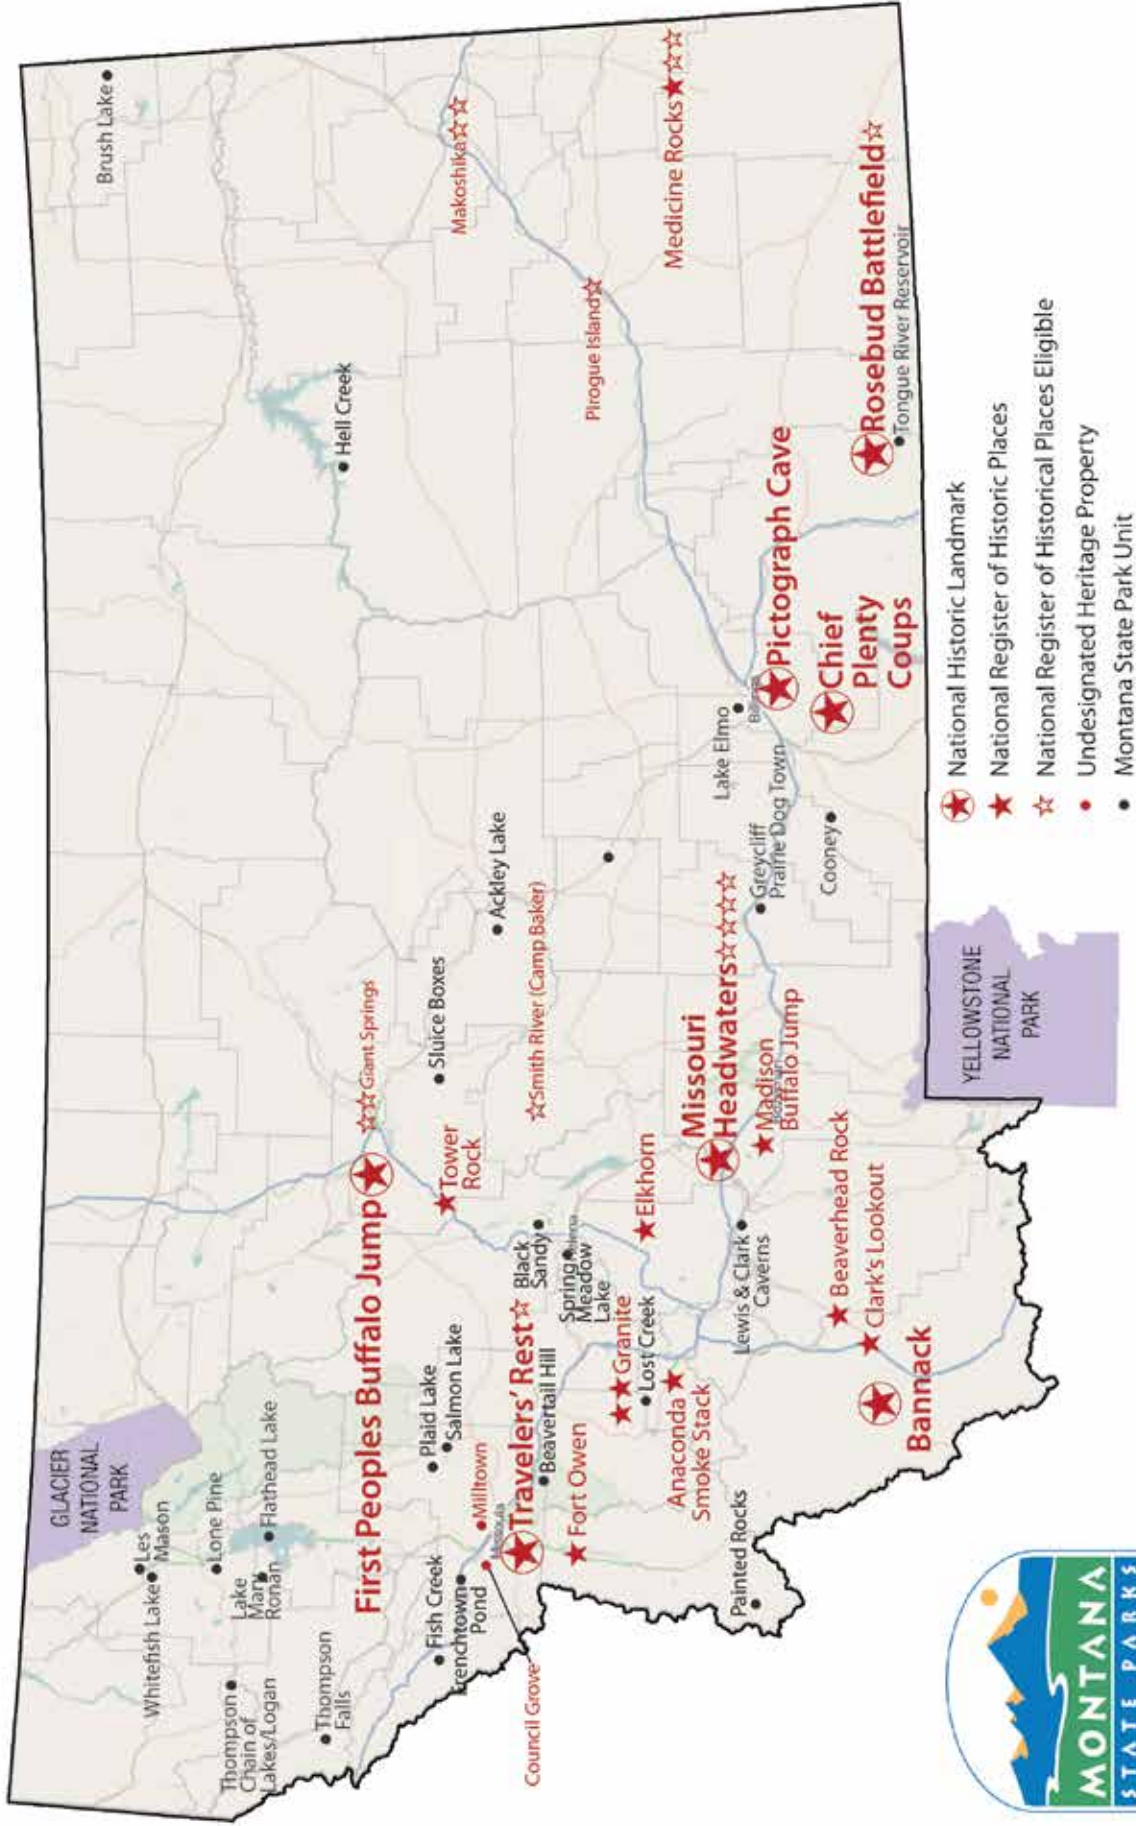 GLACIER
NATIONAL
PARK
Les
Mason
Whitefish Lake
Lone Pine
Flathead Lake
Lake
Mary
Ronan
Thompson
Chain of
Lakes/Logan
Thompson
Falls
Brush Lake
Hell Creek
Makoshika
Pirogue Island
Medicine Rocks
Giant Springs
First Peoples Buffalo Jump
Sluice Boxes
Ackley Lake
Tower
Rock
Smith River (Camp Baker)
Plaid Lake
Salmon Lake
Milltown
Missoula
Fish Creek
Frenchtown
Pond
Council Grove
Travelers' Rest
Black
Sandy
Spring
Meadow
Lake
Helena
Beavertail Hill
Fort Owen
Granite
Lost Creek
Elkhorn
Anaconda
Smoke Stack
Painted Rocks
Missouri
Headwaters
Madison
Buffalo Jump
Lewis & Clark
Caverns
Beaverhead Rock
Clark's Lookout
Bannack
Lake Elmo
Greycliff
Prairie Dog Town
Cooney
Pictograph Cave
Chief
Plenty
Coups
Rosebud Battlefield
Tongue River Reservoir
YELLOWSTONE
NATIONAL
PARK
National Historic Landmark
National Register of Historic Places
National Register of Historical Places Eligible
Undesignated Heritage Property
Montana State Park Unit
MONTANA
STATE PARKS